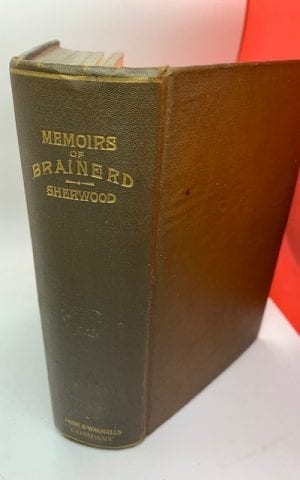 MEMOIRS
OF
BRAINERD
SHERWOOD
FUNK & WAGNALLS
COMPANY